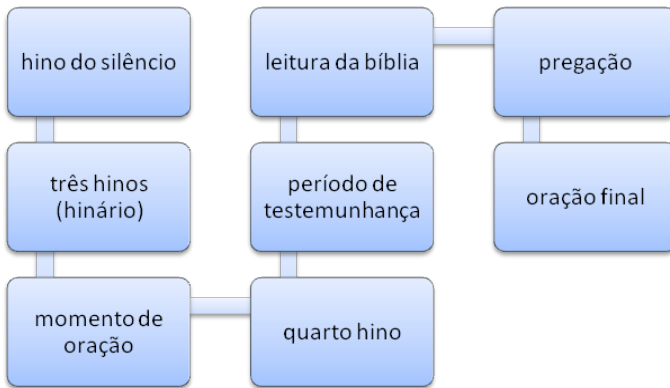 hino do silêncio
três hinos
(hinário)
momento de
oração
quarto hino
período de
testemunhança
leitura da bíblia
pregação
oração final